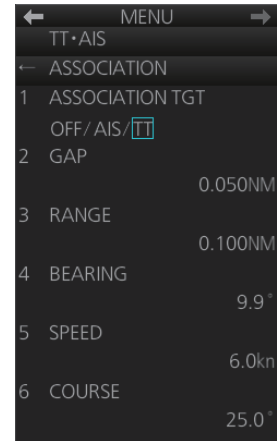 ← MENU →
TT•AIS
← ASSOCIATION
1 ASSOCIATION TGT
OFF/AIS/TT
2 GAP
0.050NM
3 RANGE
0.100NM
4 BEARING
9.9°
5 SPEED
6.0kn
6 COURSE
25.0°